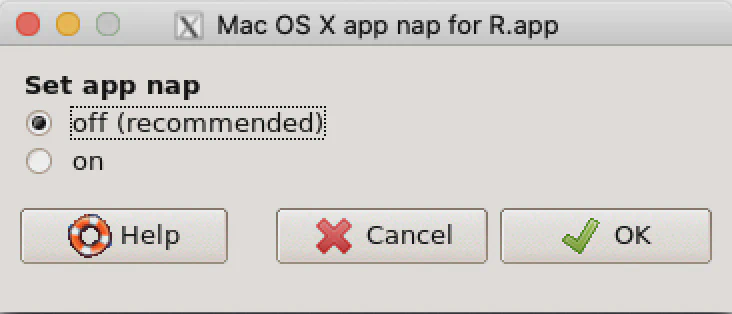 Mac OS X app nap for R.app
Set app nap
off (recommended)
on
Help Cancel OK